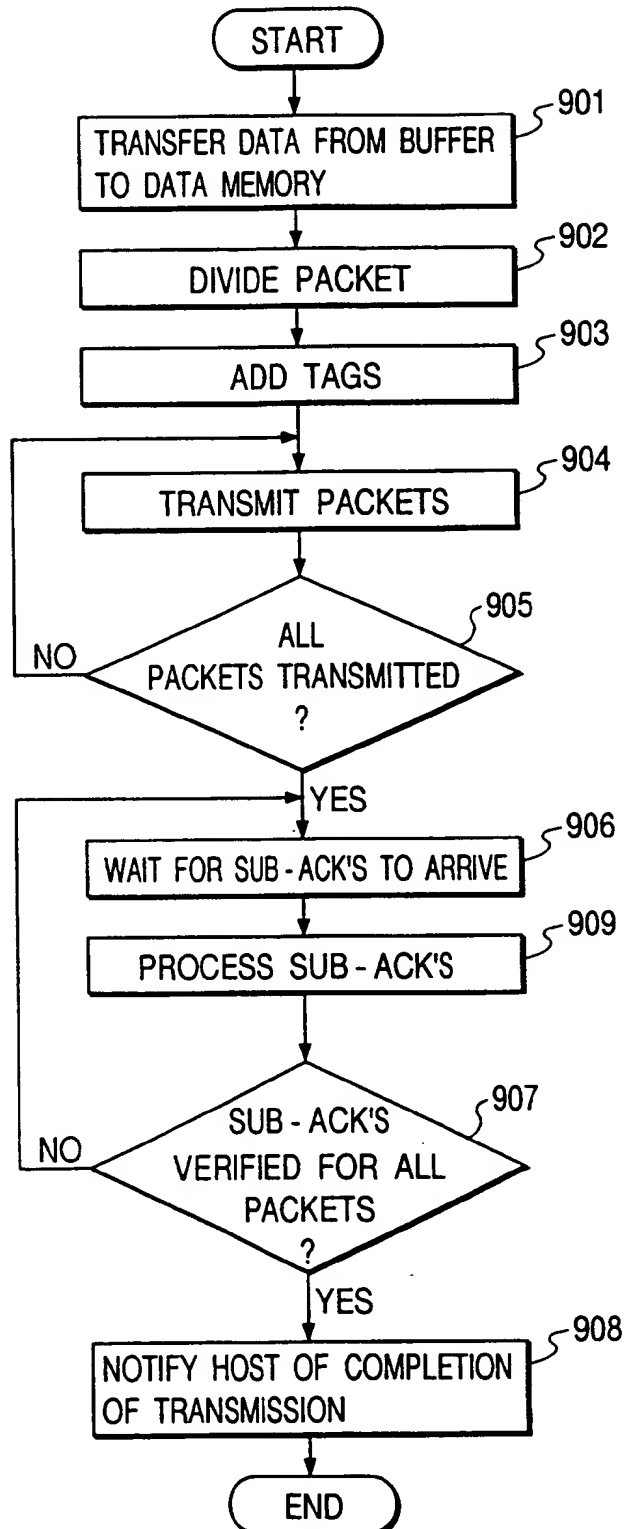 START
901
TRANSFER DATA FROM BUFFER
TO DATA MEMORY
902
DIVIDE PACKET
903
ADD TAGS
904
TRANSMIT PACKETS
905
ALL
PACKETS TRANSMITTED
?
NO
YES
906
WAIT FOR SUB-ACK'S TO ARRIVE
909
PROCESS SUB-ACK'S
907
SUB-ACK'S
VERIFIED FOR ALL
PACKETS
?
NO
YES
908
NOTIFY HOST OF COMPLETION
OF TRANSMISSION
END